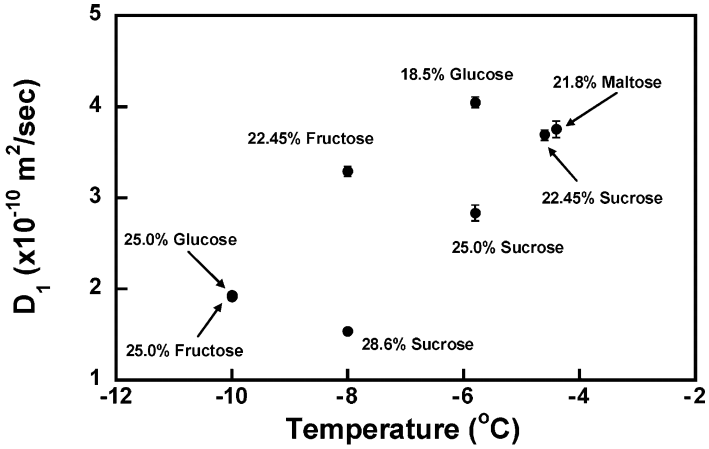 5
18.5% Glucose
21.8% Maltose
4
22.45% Fructose
3
22.45% Sucrose
25.0% Glucose
25.0% Sucrose
2
28.6% Sucrose
25.0% Fructose
1
-12 -10 -8 -6 -4 -2
Temperature (°C)
D₁ (x10⁻¹⁰ m²/sec)